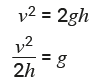 v² = 2gh
v²/2h = g